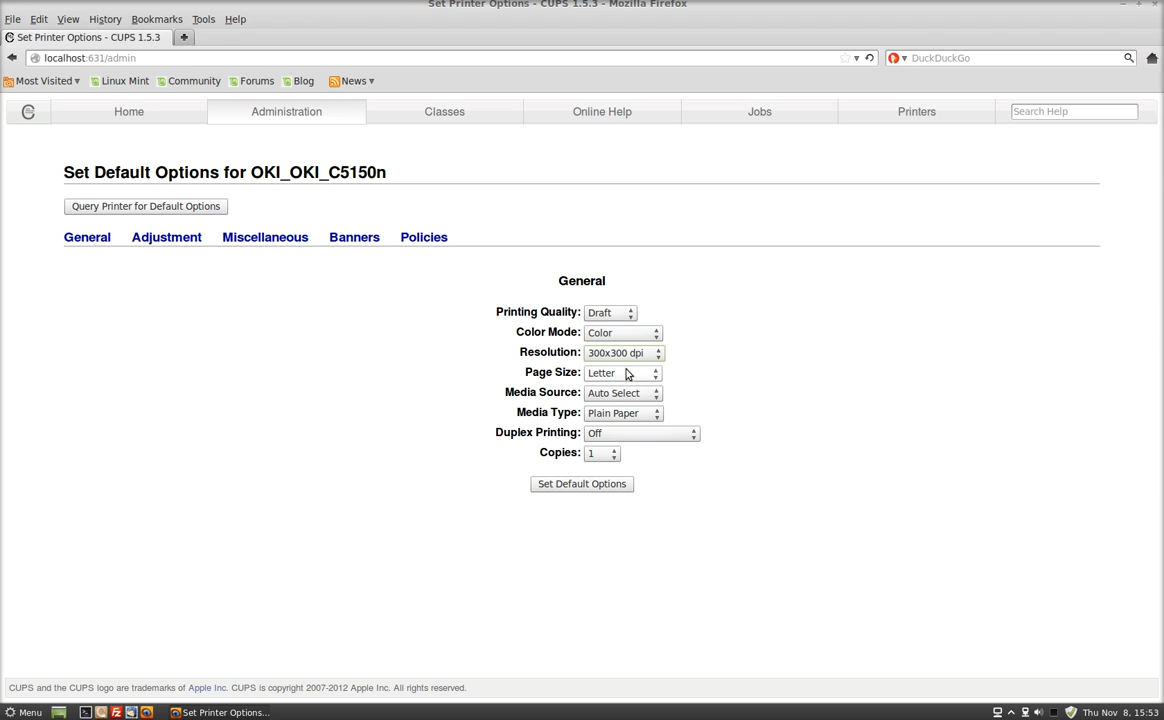 Set Printer Options - CUPS 1.5.3 - Mozilla Firefox
File Edit View History Bookmarks Tools Help
Set Printer Options - CUPS 1.5.3
localhost:631/admin DuckDuckGo
Most Visited Linux Mint Community Forums Blog News
Home Administration Classes Online Help Jobs Printers Search Help
Set Default Options for OKI_OKI_C5150n
Query Printer for Default Options
General Adjustment Miscellaneous Banners Policies
General
Printing Quality: Draft
Color Mode: Color
Resolution: 300x300 dpi
Page Size: Letter
Media Source: Auto Select
Media Type: Plain Paper
Duplex Printing: Off
Copies: 1
Set Default Options
CUPS and the CUPS logo are trademarks of Apple Inc. CUPS is copyright 2007-2012 Apple Inc. All rights reserved.
Menu Set Printer Options... Thu Nov 8, 15:53